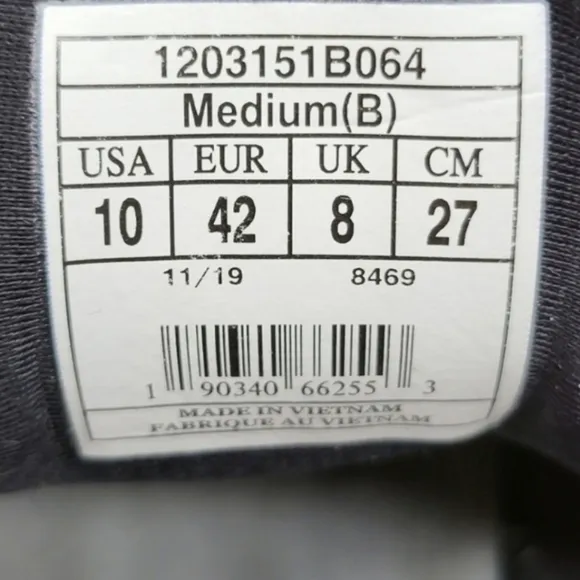 1203151B064
Medium(B)
USA EUR UK CM
10 42 8 27
11/19 8469
1 90340 66255 3
MADE IN VIETNAM
FABRIQUE AU VIETNAM